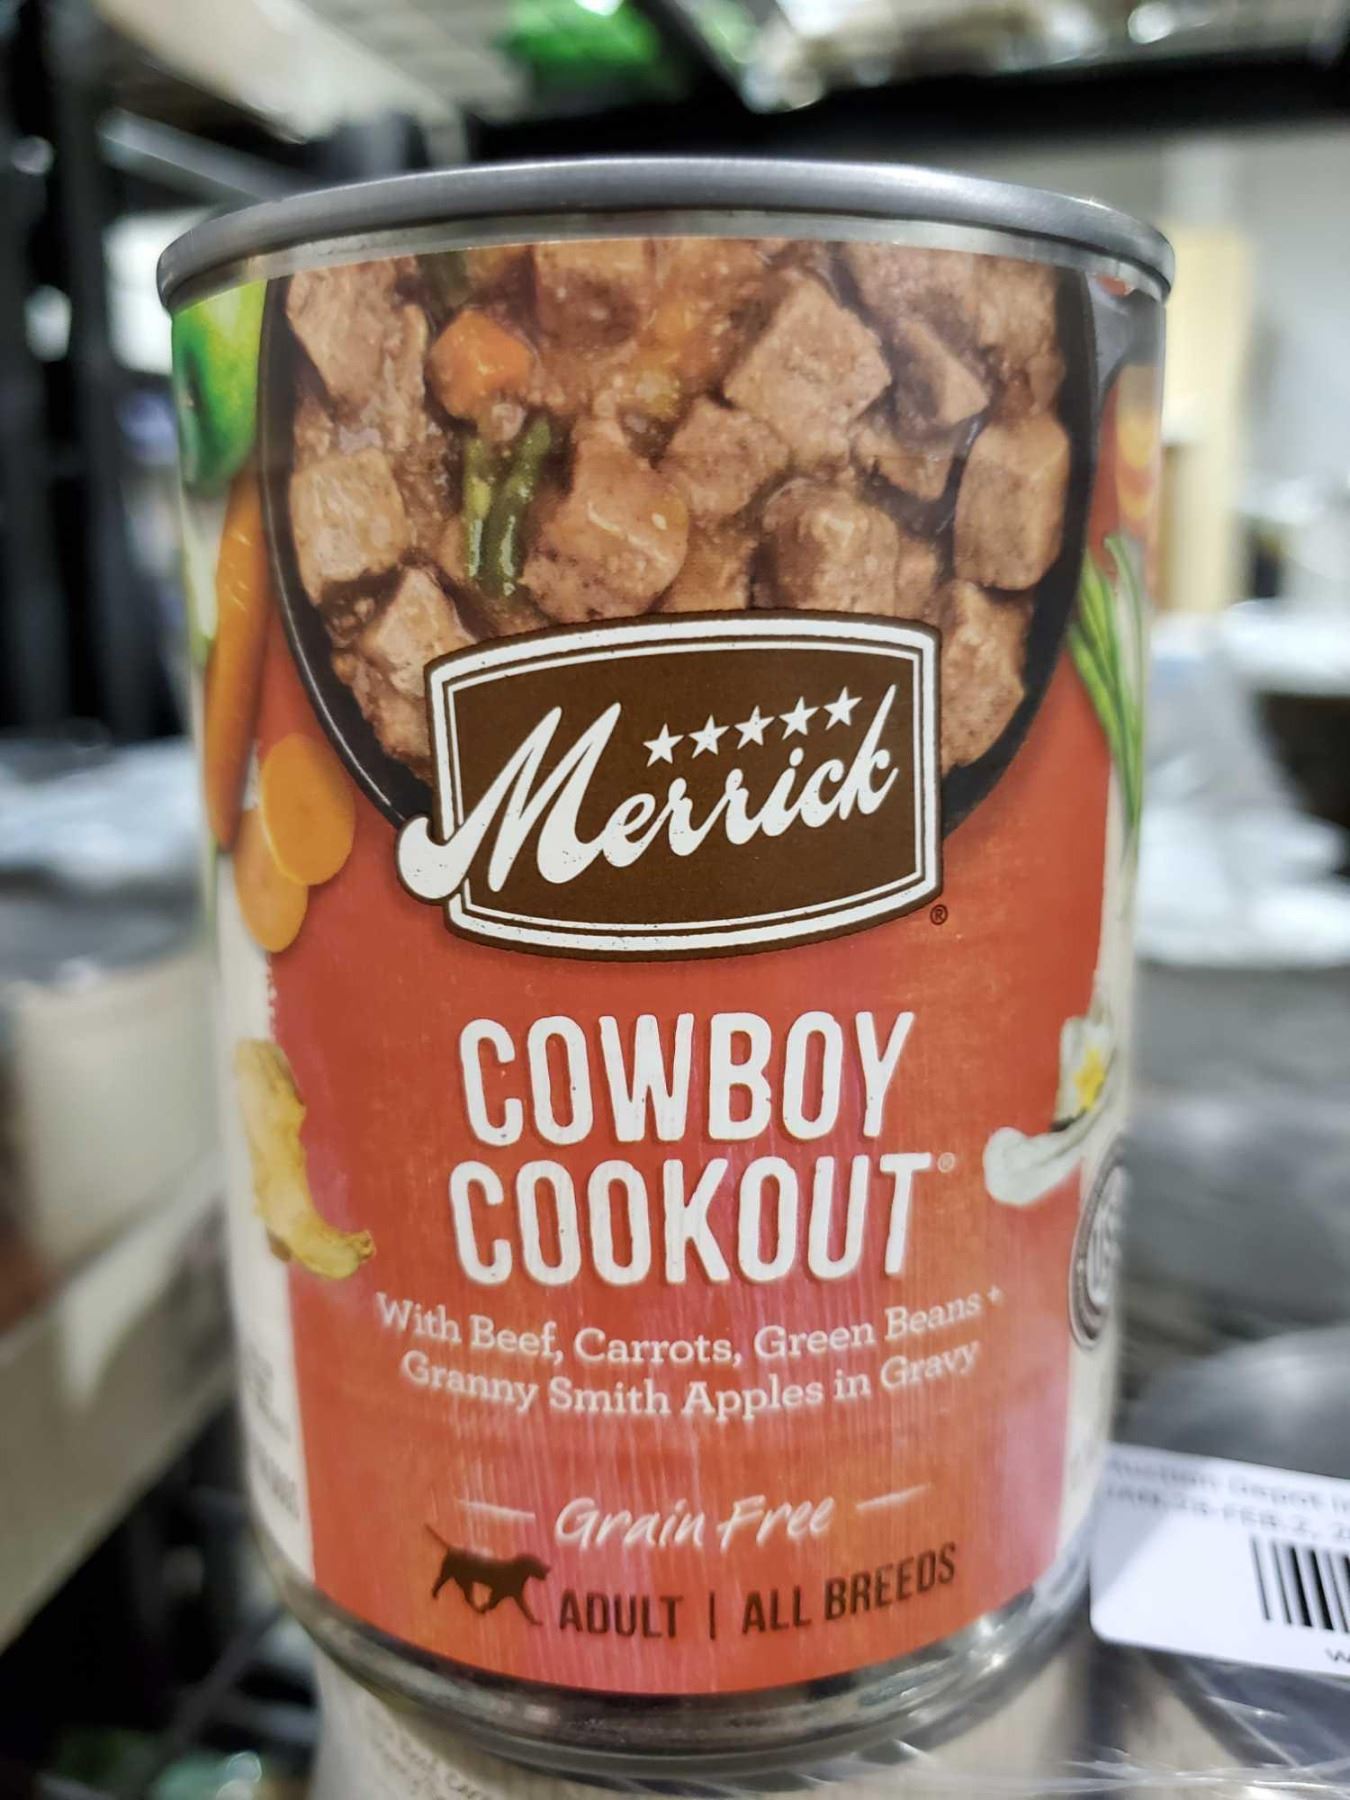 Merrick
®
COWBOY
COOKOUT®
With Beef, Carrots, Green Beans +
Granny Smith Apples in Gravy
Grain Free
ADULT | ALL BREEDS